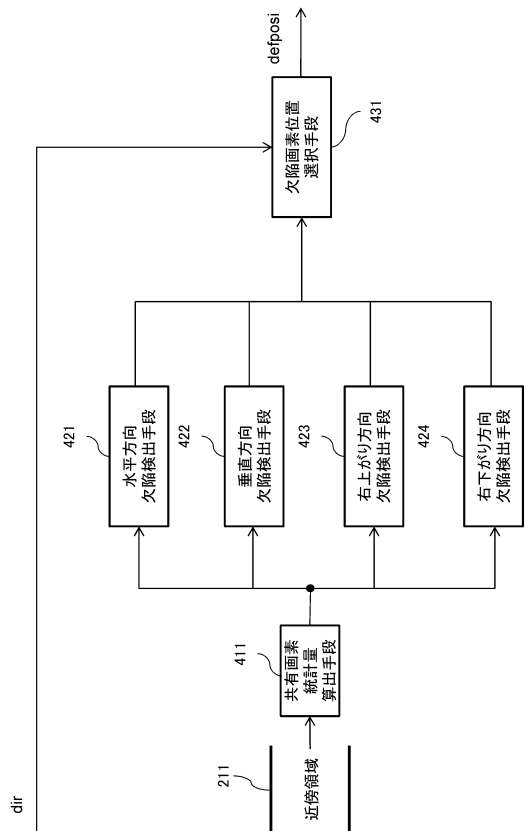 dir
211
近傍領域
411
共有画素
統計量
算出手段
421
水平方向
欠陥検出手段
422
垂直方向
欠陥検出手段
423
右上がり方向
欠陥検出手段
424
右下がり方向
欠陥検出手段
欠陥画素位置
選択手段
431
defposi